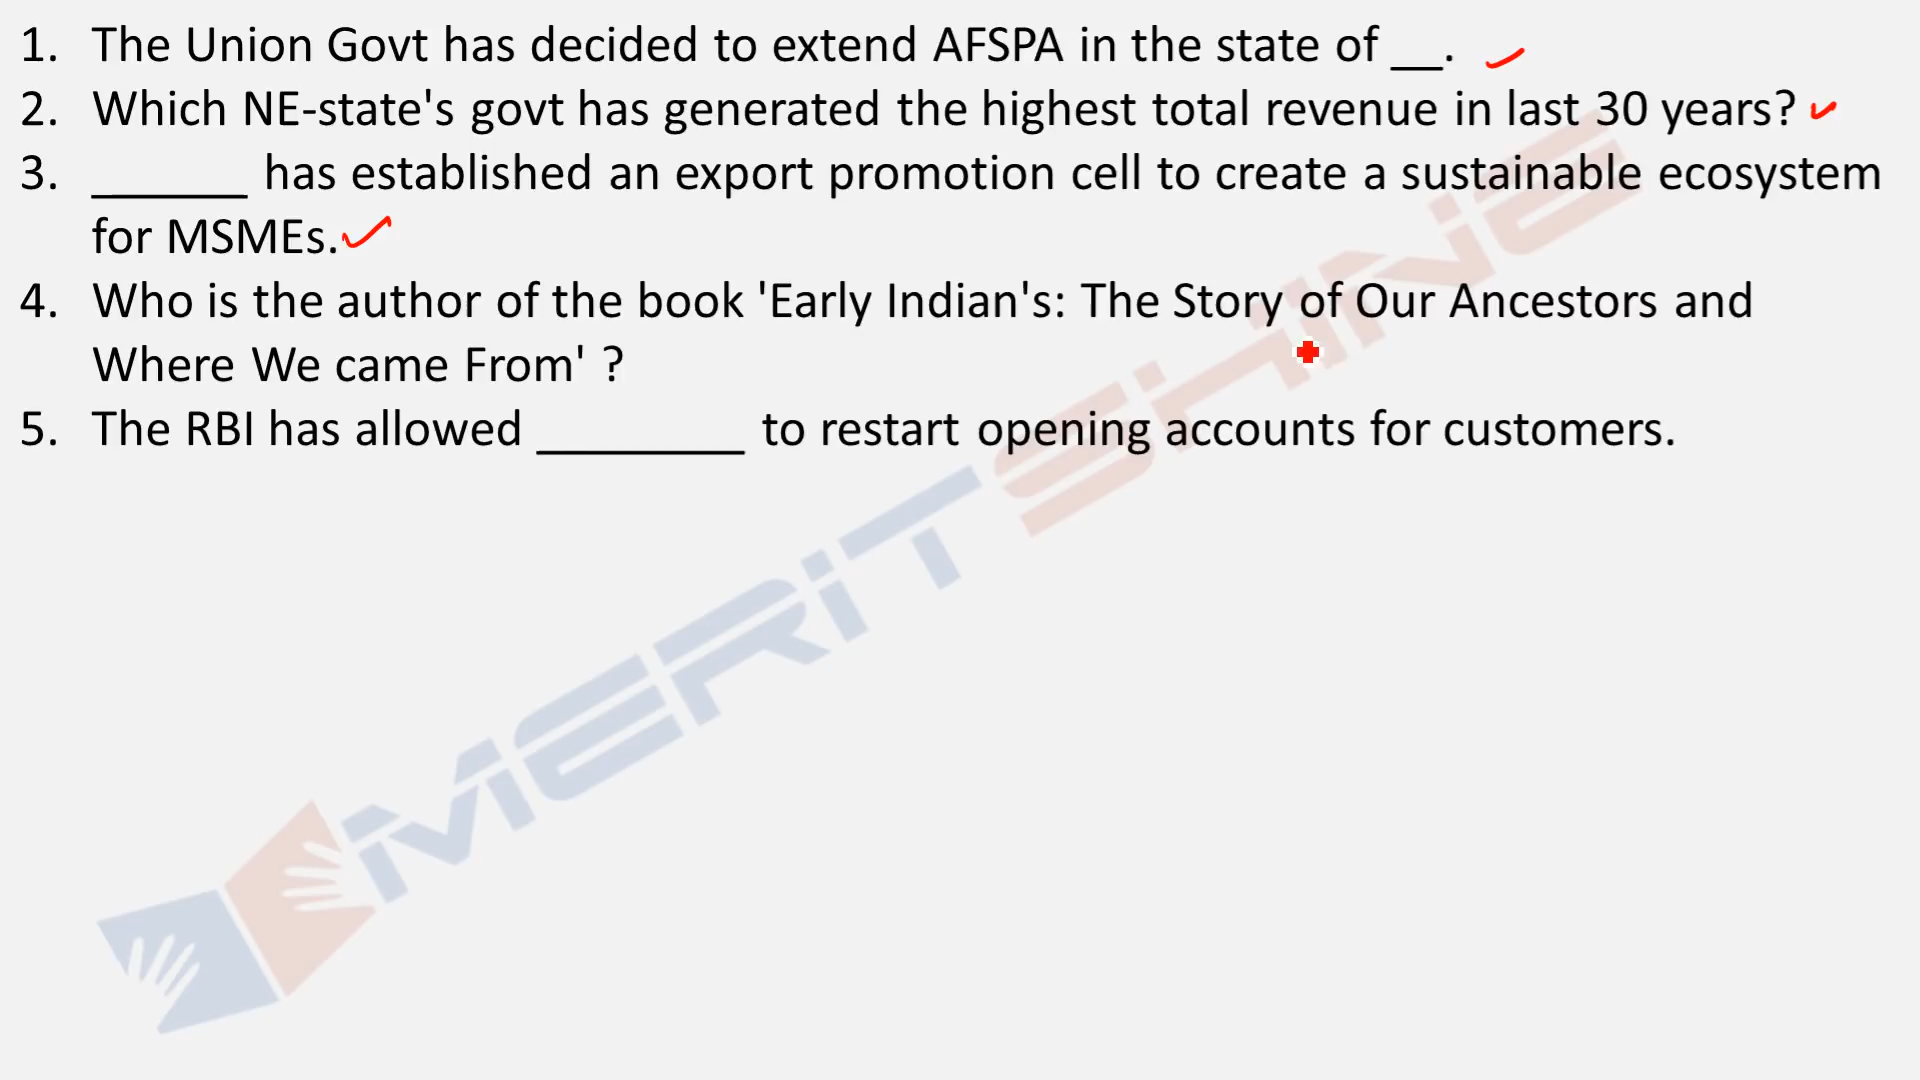 1. The Union Govt has decided to extend AFSPA in the state of __.
2. Which NE-state's govt has generated the highest total revenue in last 30 years?
3. ______ has established an export promotion cell to create a sustainable ecosystem
for MSMEs.
4. Who is the author of the book 'Early Indian's: The Story of Our Ancestors and
Where We came From' ?
5. The RBI has allowed ________ to restart opening accounts for customers.
MERITSHINE